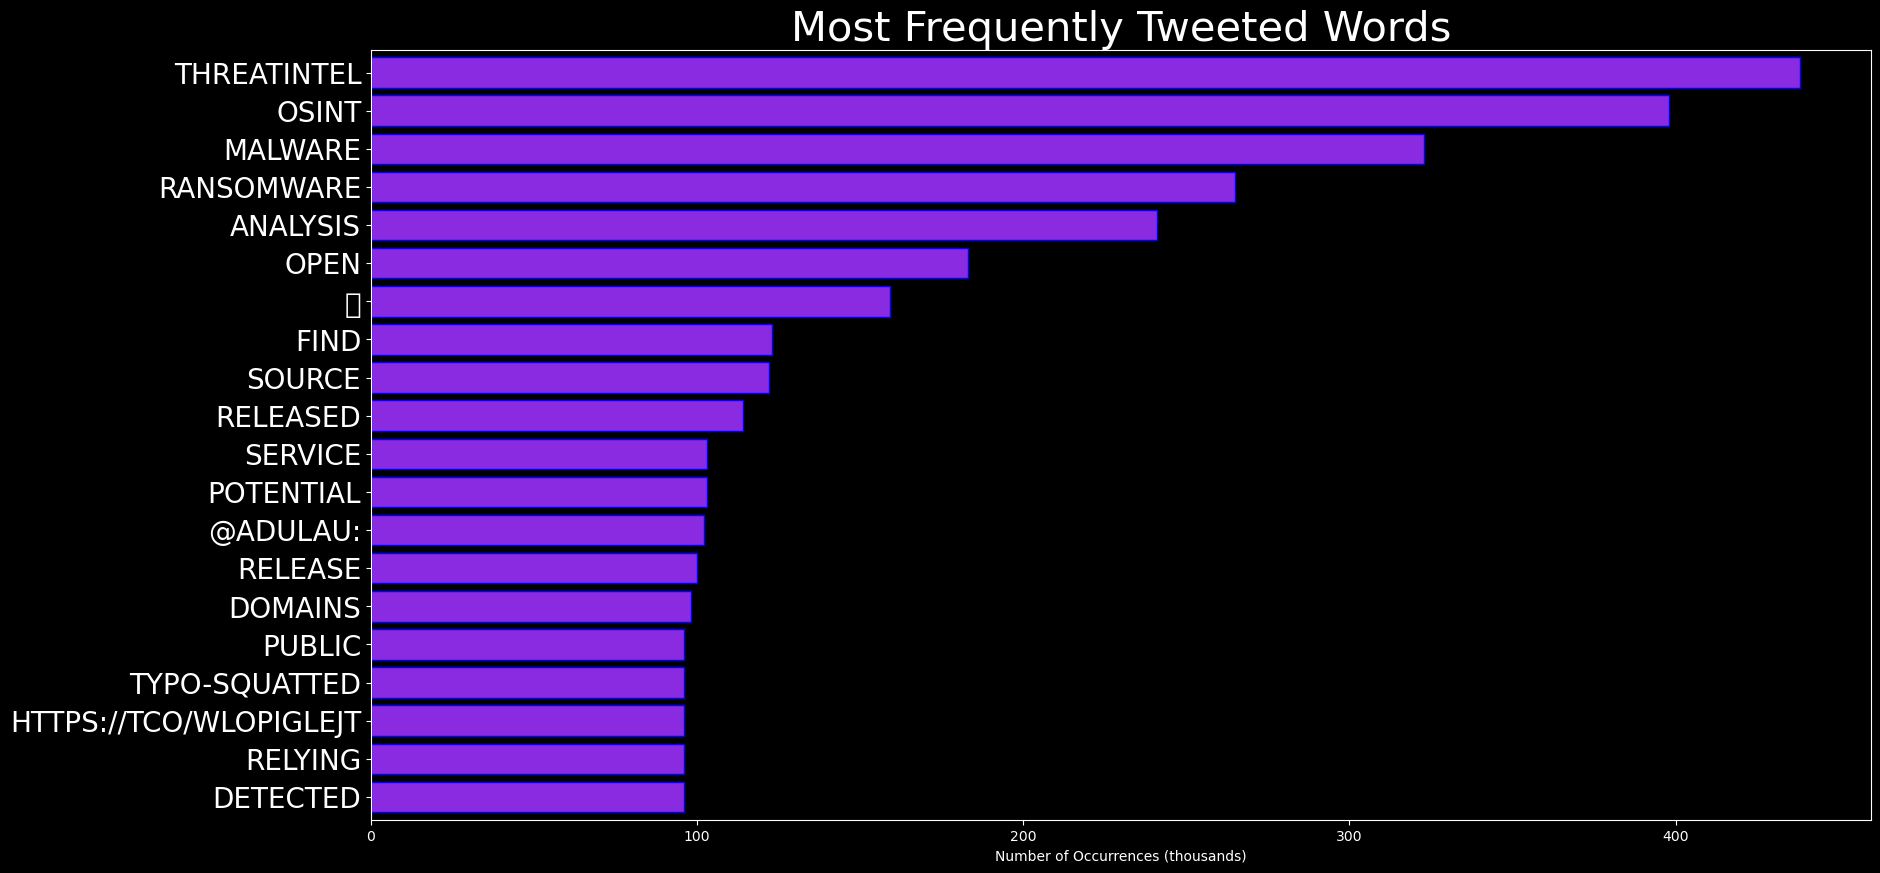 Most Frequently Tweeted Words
THREATINTEL
OSINT
MALWARE
RANSOMWARE
ANALYSIS
OPEN
FIND
SOURCE
RELEASED
SERVICE
POTENTIAL
@ADULAU:
RELEASE
DOMAINS
PUBLIC
TYPO-SQUATTED
HTTPS://TCO/WLOPIGLEJT
RELYING
DETECTED
0 100 200 300 400
Number of Occurrences (thousands)